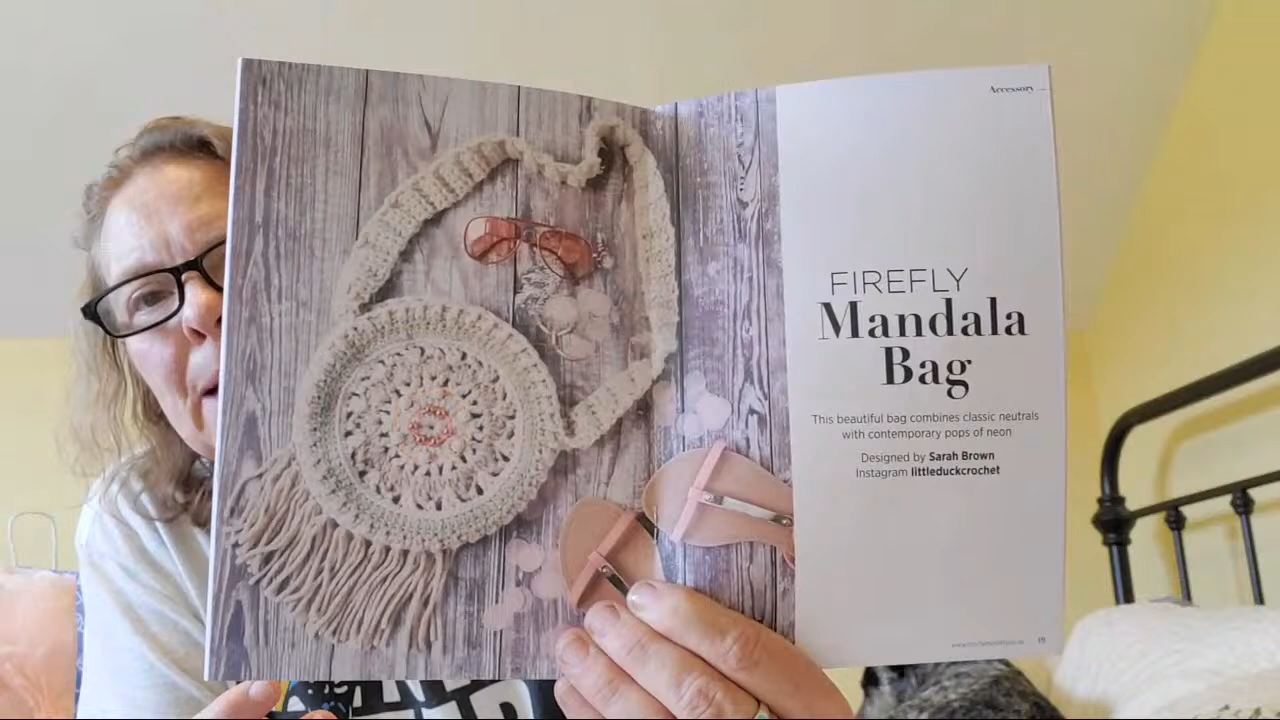 Accessory
FIREFLY
Mandala
Bag
This beautiful bag combines classic neutrals
with contemporary pops of neon
Designed by Sarah Brown
Instagram littleduckcrochet
19